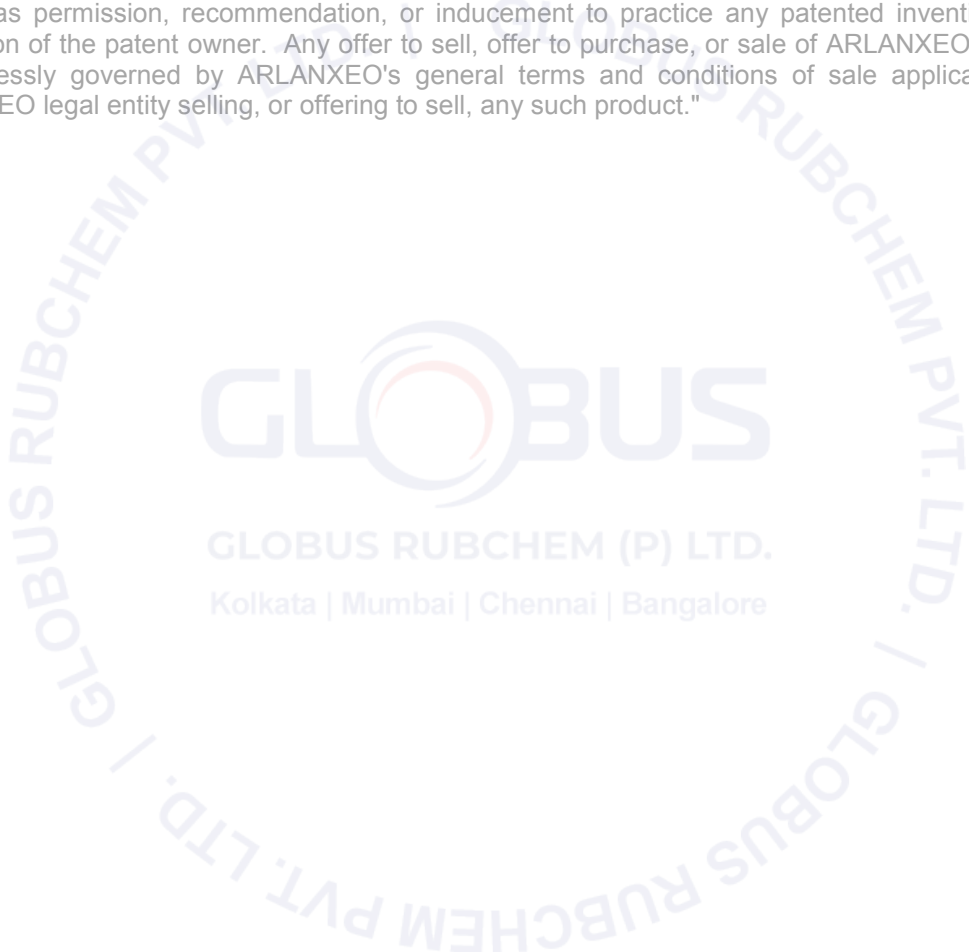 as permission, recommendation, or inducement to practice any patented invent
on of the patent owner. Any offer to sell, offer to purchase, or sale of ARLANXEO
essly governed by ARLANXEO's general terms and conditions of sale applica
EO legal entity selling, or offering to sell, any such product."
GLOBUS RUBCHEM PVT. LTD. | GLOBUS RUBCHEM PVT. LTD. |
GLOBUS
GLOBUS RUBCHEM (P) LTD.
Kolkata | Mumbai | Chennai | Bangalore